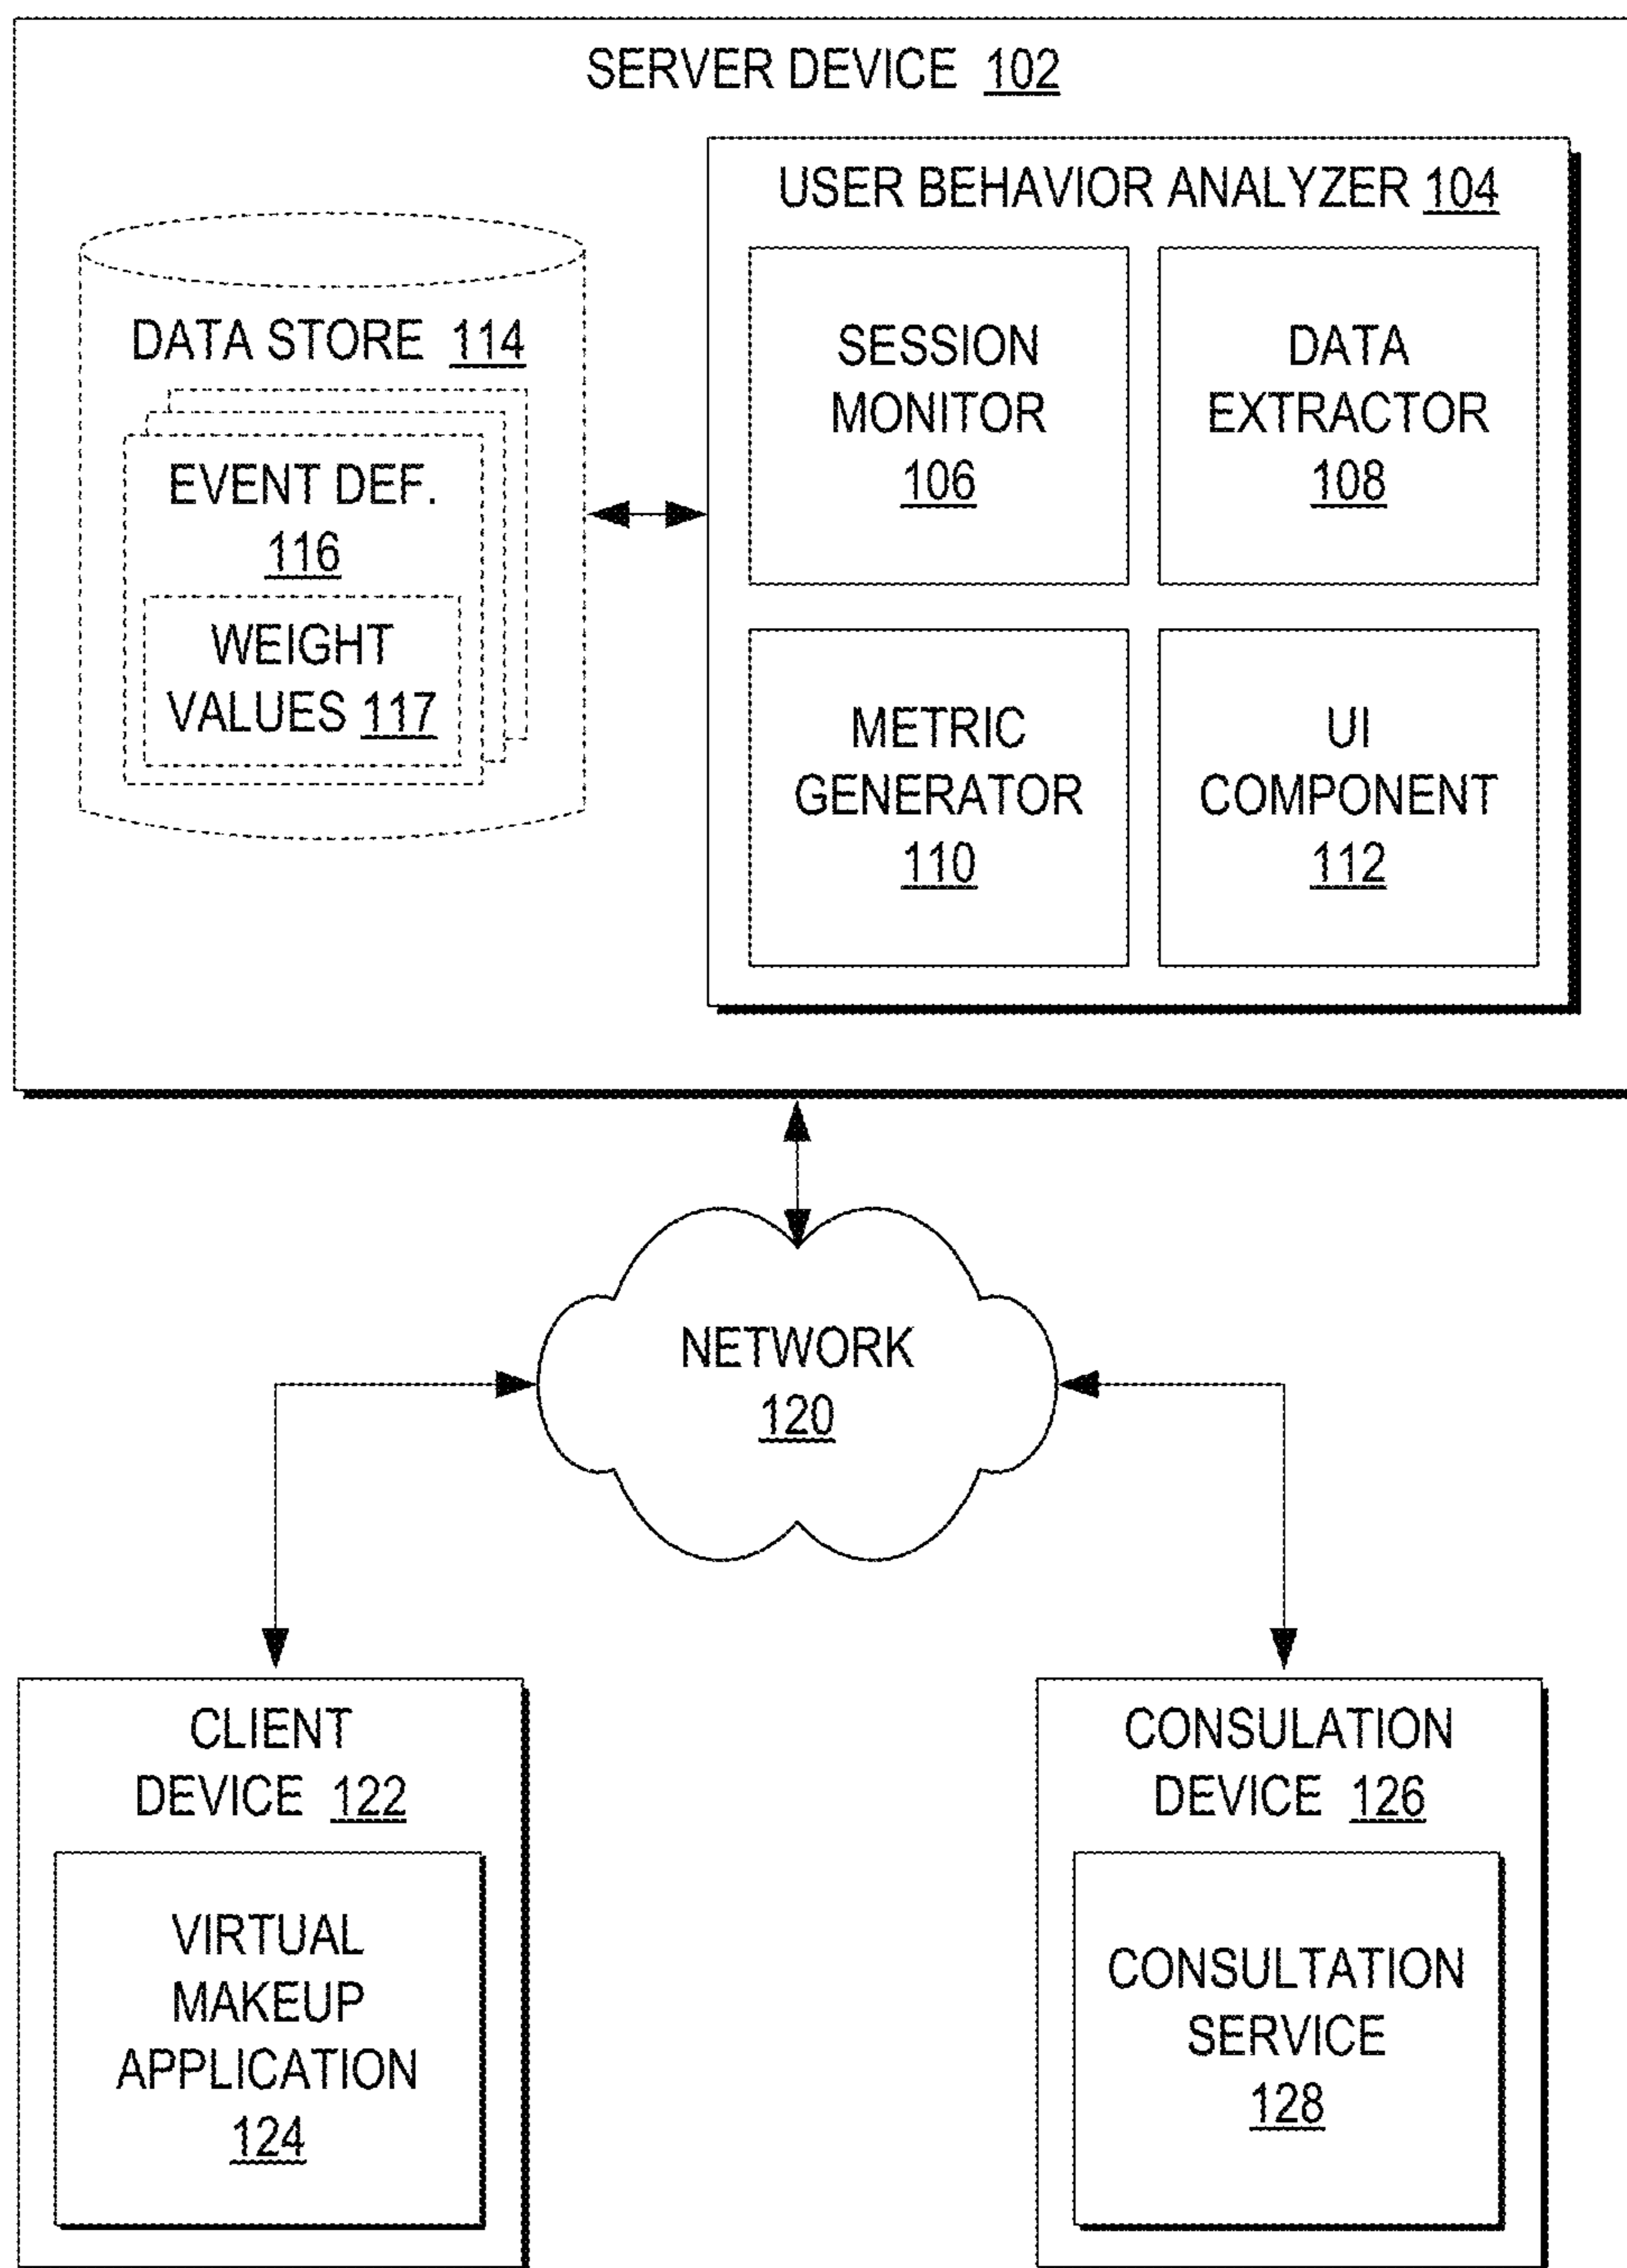 SERVER DEVICE 102
USER BEHAVIOR ANALYZER 104
DATA STORE 114
EVENT DEF.
116
WEIGHT
VALUES 117
SESSION
MONITOR
106
DATA
EXTRACTOR
108
METRIC
GENERATOR
110
UI
COMPONENT
112
NETWORK
120
CLIENT
DEVICE 122
VIRTUAL
MAKEUP
APPLICATION
124
CONSULATION
DEVICE 126
CONSULTATION
SERVICE
128